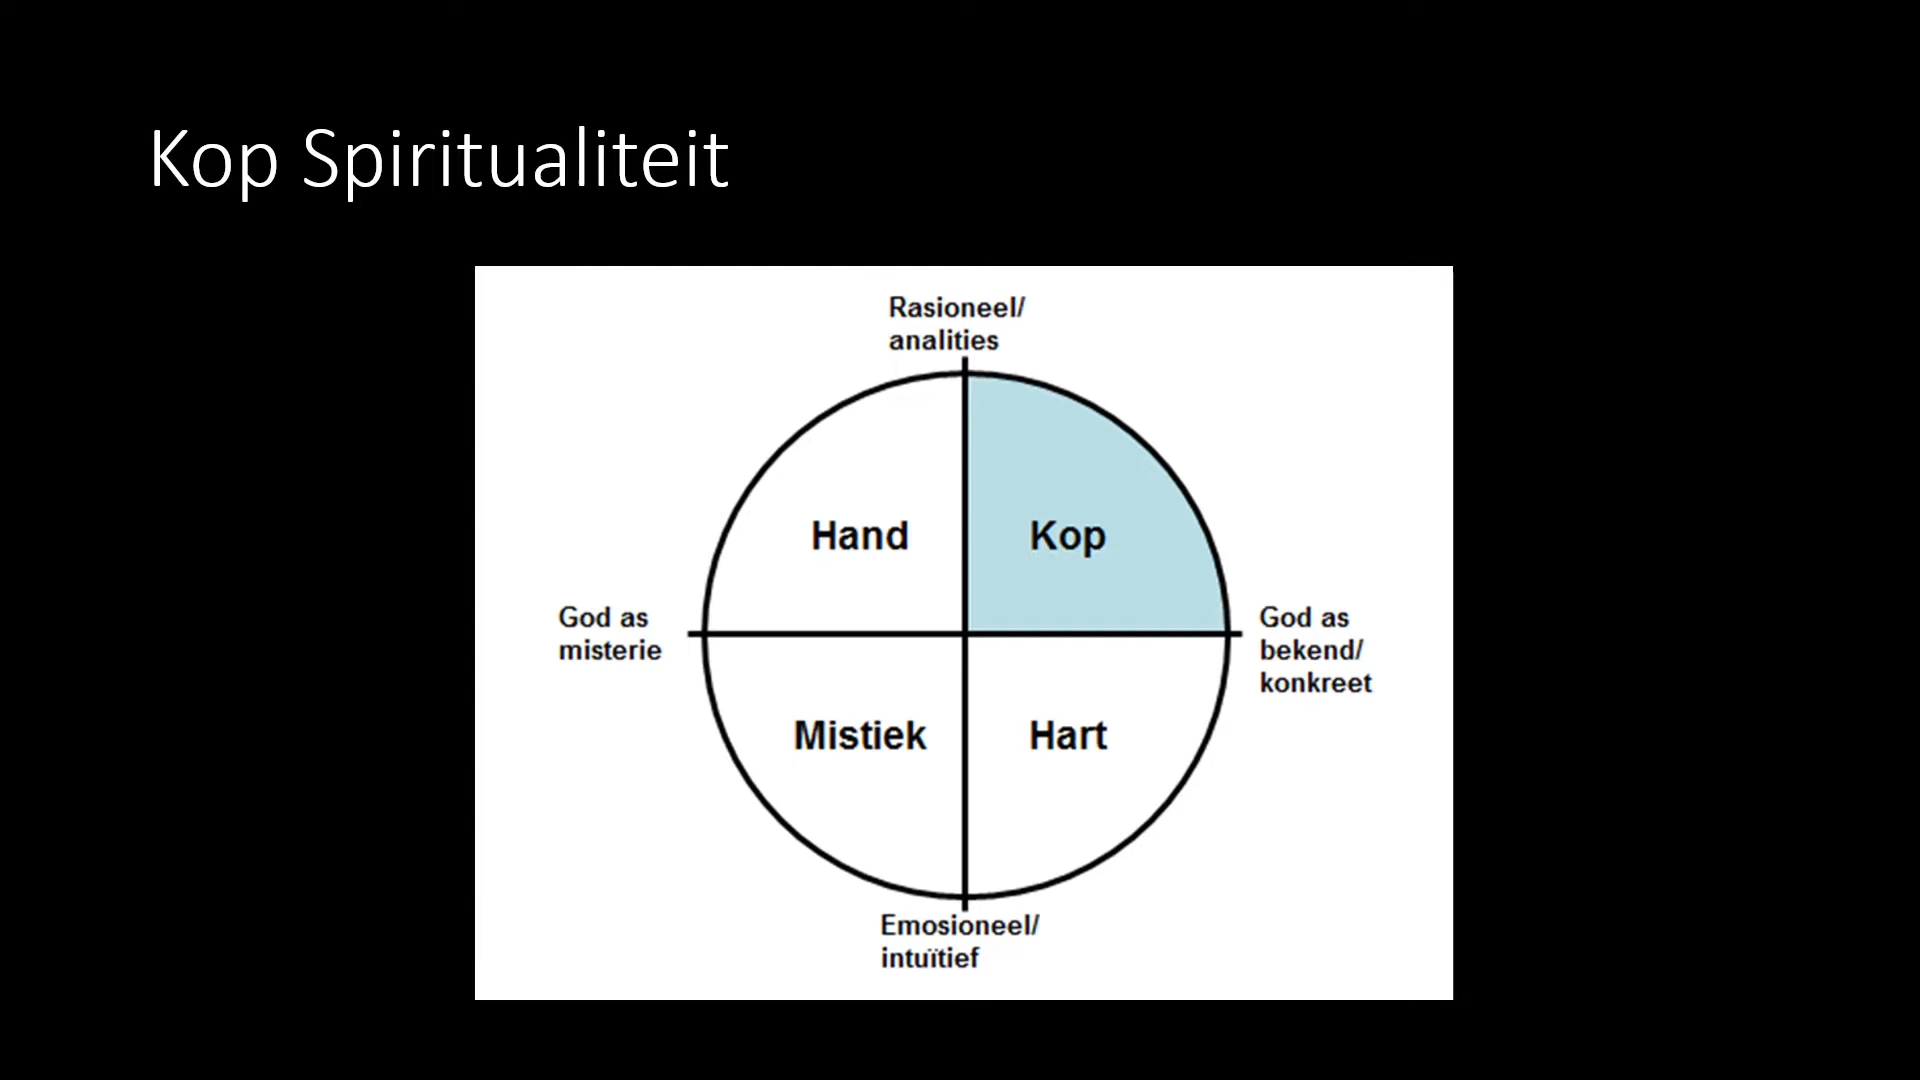 Kop Spiritualiteit
Rasioneel/
analities
Hand
Kop
God as
misterie
God as
bekend/
konkreet
Mistiek
Hart
Emosioneel/
intuïtief